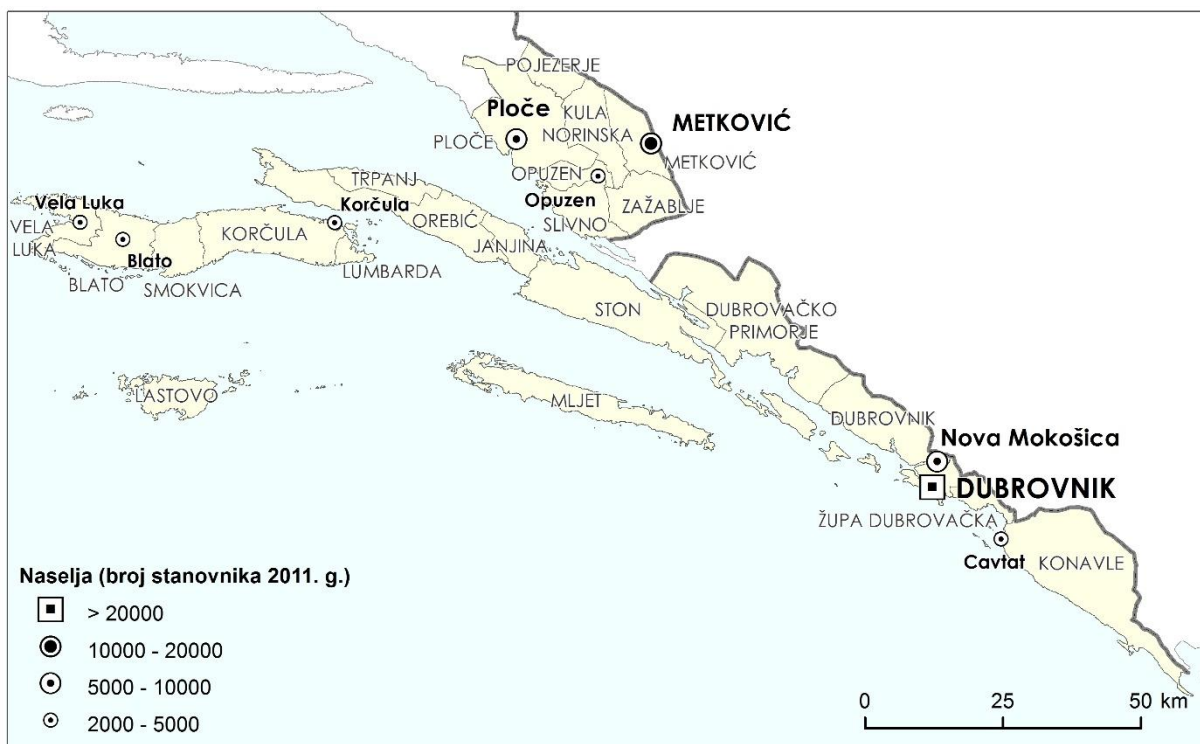 POJEZERJE
Ploče
KULA
NORINSKA
METKOVIĆ
PLOČE
METKOVIĆ
OPUZEN
TRPANJ
Opuzen
ZAŽABLJE
SLIVNO
Vela Luka
Korčula
OREBIĆ
VELA
LUKA
KORČULA
JANJINA
Blato
LUMBARDA
BLATO
SMOKVICA
STON
DUBROVAČKO
PRIMORJE
LASTOVO
MLJET
DUBROVNIK
Nova Mokošica
DUBROVNIK
ŽUPA DUBROVAČKA
Cavtat
KONAVLE
Naselja (broj stanovnika 2011. g.)
> 20000
10000 - 20000
5000 - 10000
2000 - 5000
0 25 50 km